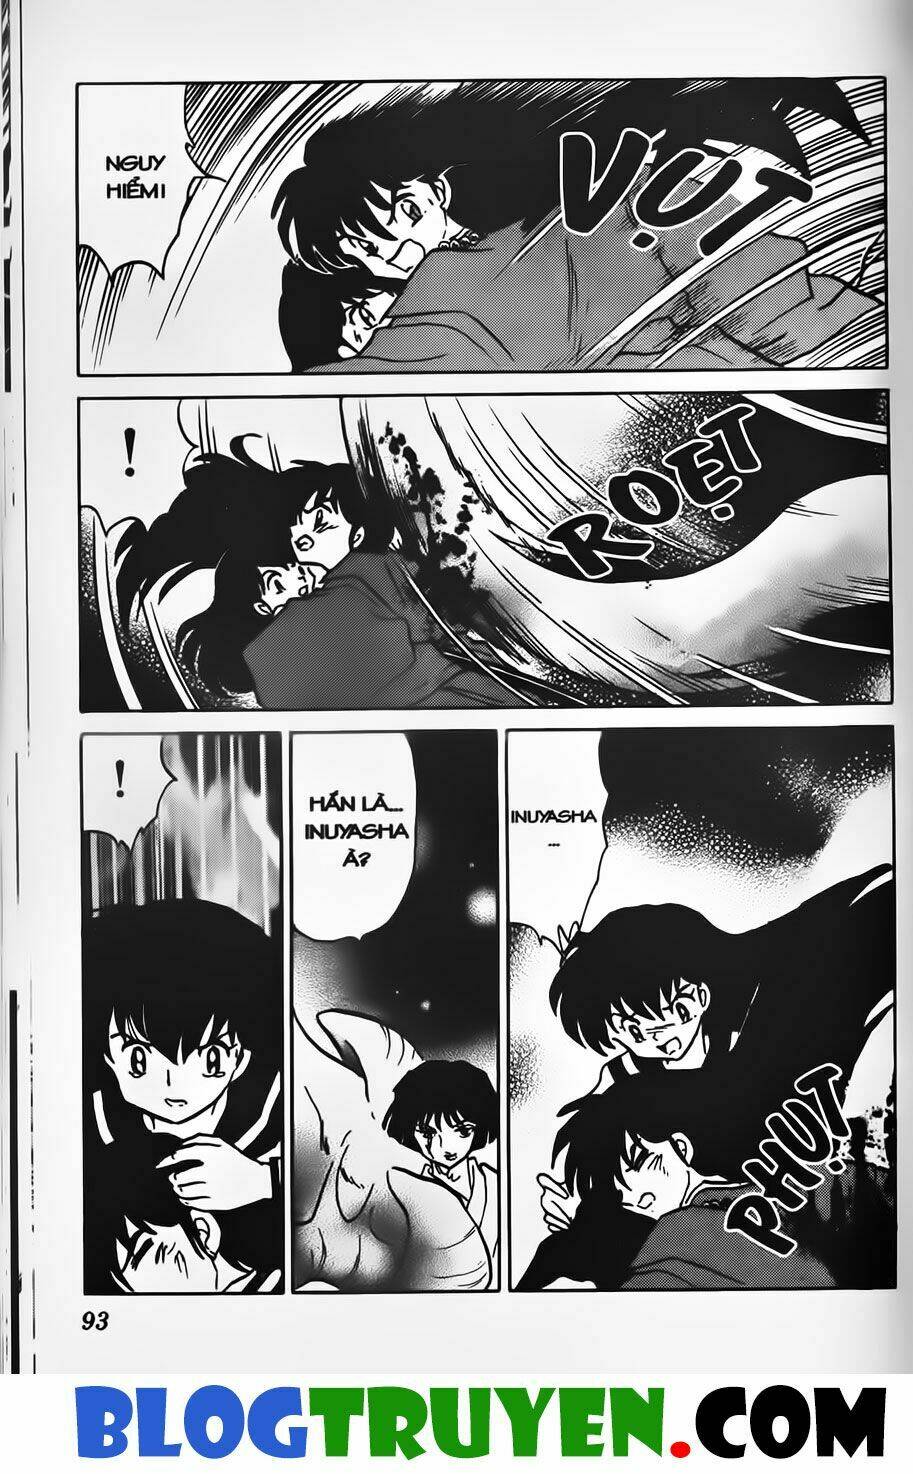 NGUY
HIỂM!
VỤT
!
ROẸT
!
HẮN LÀ...
INUYASHA
À?
INUYASHA
...
PHỤT
93
BLOGTRUYEN.COM